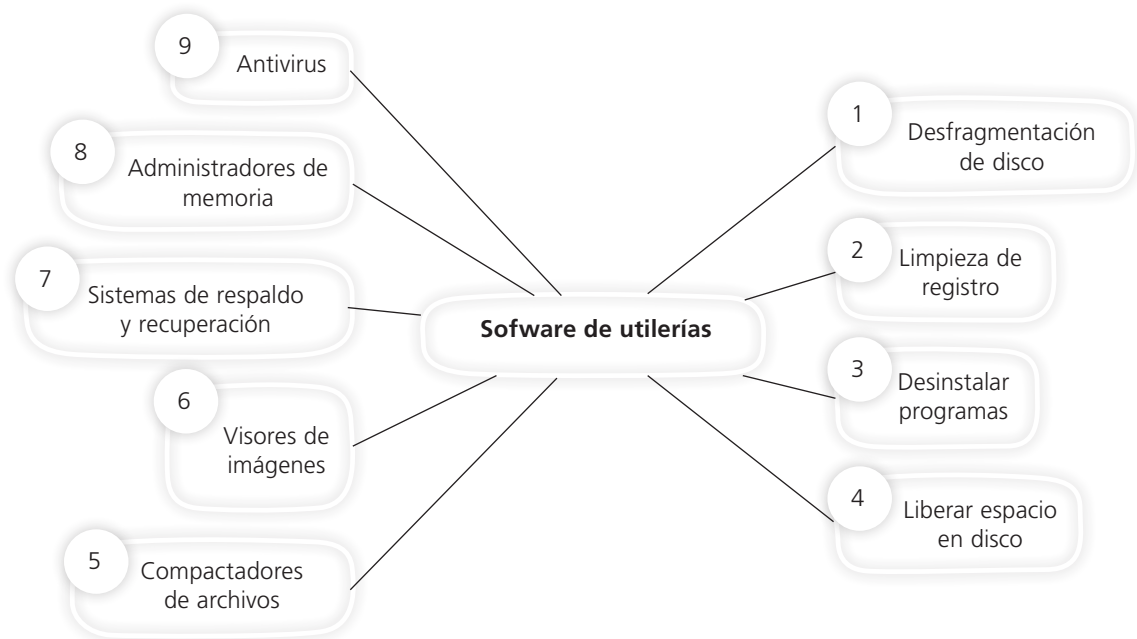 Sofware de utilerías
1
Desfragmentación
de disco
2
Limpieza de
registro
3
Desinstalar
programas
4
Liberar espacio
en disco
5
Compactadores
de archivos
6
Visores de
imágenes
7
Sistemas de respaldo
y recuperación
8
Administradores de
memoria
9
Antivirus